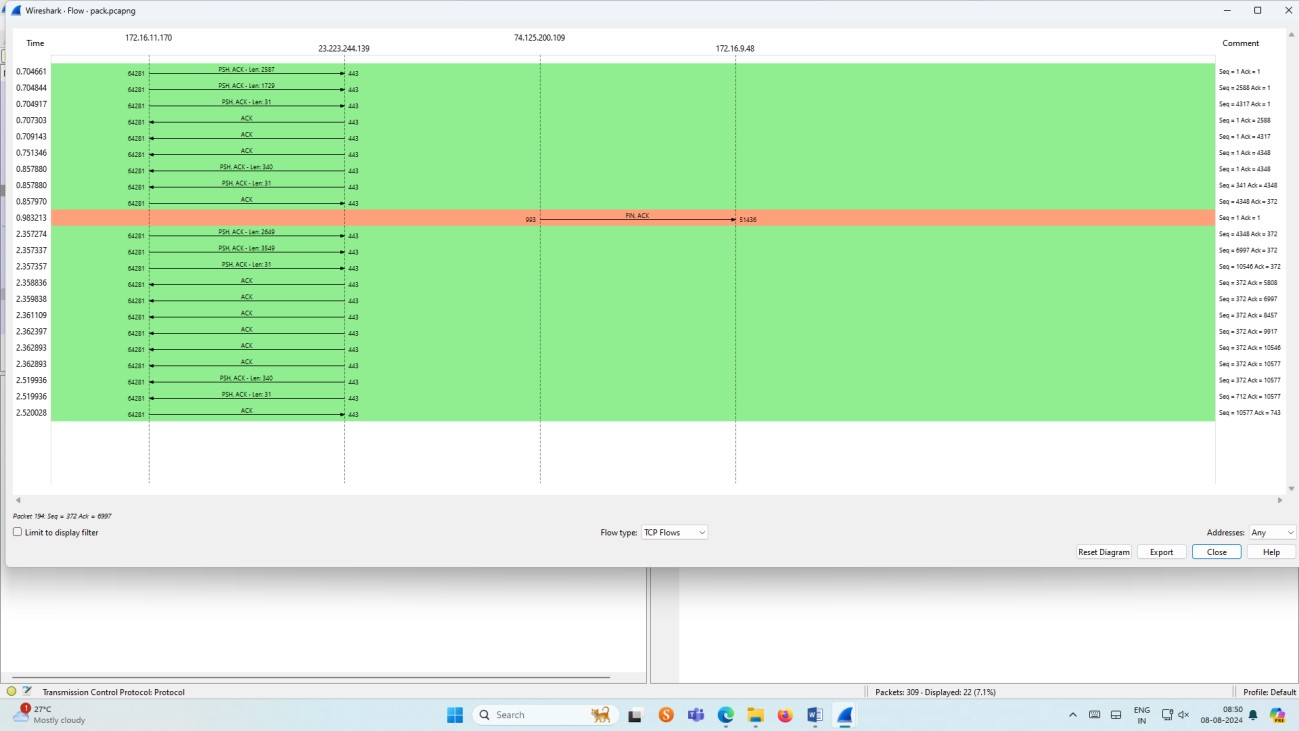 Wireshark · Flow · pack.pcapng
172.16.11.170 74.125.200.109
Time 23.223.244.139 172.16.9.48 Comment
0.704661 64281 PSH, ACK - Len: 2587 443 Seq = 1 Ack = 1
0.704844 64281 PSH, ACK - Len: 1729 443 Seq = 2588 Ack = 1
0.704917 64281 PSH, ACK - Len: 31 443 Seq = 4317 Ack = 1
0.707303 64281 ACK 443 Seq = 1 Ack = 2588
0.709143 64281 ACK 443 Seq = 1 Ack = 4317
0.751346 64281 ACK 443 Seq = 1 Ack = 4348
0.857880 64281 PSH, ACK - Len: 340 443 Seq = 1 Ack = 4348
0.857880 64281 PSH, ACK - Len: 31 443 Seq = 341 Ack = 4348
0.857970 64281 ACK 443 Seq = 4348 Ack = 372
0.983213 993 FIN, ACK 51436 Seq = 1 Ack = 1
2.357274 64281 PSH, ACK - Len: 2649 443 Seq = 4348 Ack = 372
2.357337 64281 PSH, ACK - Len: 3549 443 Seq = 6997 Ack = 372
2.357357 64281 PSH, ACK - Len: 31 443 Seq = 10546 Ack = 372
2.358836 64281 ACK 443 Seq = 372 Ack = 5808
2.359838 64281 ACK 443 Seq = 372 Ack = 6997
2.361109 64281 ACK 443 Seq = 372 Ack = 8457
2.362397 64281 ACK 443 Seq = 372 Ack = 9917
2.362893 64281 ACK 443 Seq = 372 Ack = 10546
2.362893 64281 ACK 443 Seq = 372 Ack = 10577
2.519936 64281 PSH, ACK - Len: 340 443 Seq = 372 Ack = 10577
2.519936 64281 PSH, ACK - Len: 31 443 Seq = 712 Ack = 10577
2.520028 64281 ACK 443 Seq = 10577 Ack = 743
Packet 194: Seq = 372 Ack = 6997
Limit to display filter Flow type: TCP Flows Addresses: Any
Reset Diagram Export Close Help
Transmission Control Protocol: Protocol Packets: 309 · Displayed: 22 (7.1%) Profile: Default
1 27°C Search ENG 08:50
Mostly cloudy IN 08-08-2024